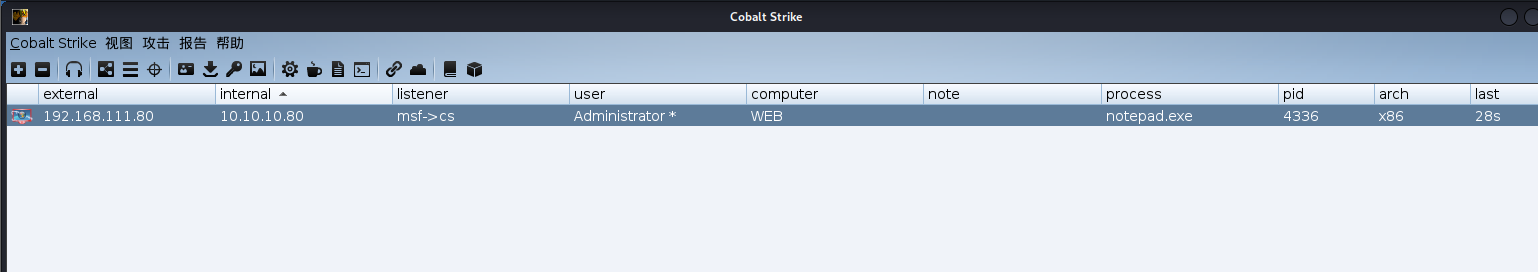 Cobalt Strike
Cobalt Strike 视图 攻击 报告 帮助
external internal listener user computer note process pid arch last
192.168.111.80 10.10.10.80 msf->cs Administrator * WEB notepad.exe 4336 x86 28s